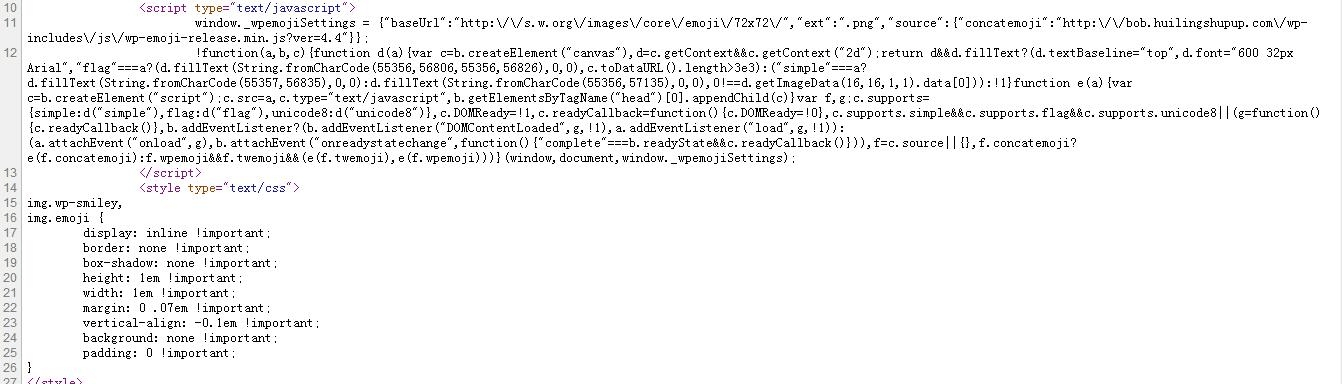 10 <script type="text/javascript">
11 window._wpemojiSettings = {"baseUrl":"http:\/\/s.w.org\/images\/core\/emoji\/72x72\/","ext":".png","source":{"concatemoji":"http:\/\/bob.huilingshupup.com\/wp-
includes\/js\/wp-emoji-release.min.js?ver=4.4"}};
12 !function(a,b,c){function d(a){var c=b.createElement("canvas"),d=c.getContext&&c.getContext("2d");return d&&d.fillText?(d.textBaseline="top",d.font="600 32px
Arial","flag"===a?(d.fillText(String.fromCharCode(55356,56806,55356,56826),0,0),c.toDataURL().length>3e3):("simple"===a?
d.fillText(String.fromCharCode(55357,56835),0,0):d.fillText(String.fromCharCode(55356,57135),0,0),0!==d.getImageData(16,16,1,1).data[0])):!1}function e(a){var
c=b.createElement("script");c.src=a,c.type="text/javascript",b.getElementsByTagName("head")[0].appendChild(c)}var f,g;c.supports=
{simple:d("simple"),flag:d("flag"),unicode8:d("unicode8")},c.DOMReady=!1,c.readyCallback=function(){c.DOMReady=!0},c.supports.simple&&c.supports.flag&&c.supports.unicode8||(g=function()
{c.readyCallback()},b.addEventListener?(b.addEventListener("DOMContentLoaded",g,!1),a.addEventListener("load",g,!1)):
(a.attachEvent("onload",g),b.attachEvent("onreadystatechange",function(){"complete"===b.readyState&&c.readyCallback()})),f=c.source||{},f.concatemoji?
e(f.concatemoji):f.wpemoji&&f.twemoji&&(e(f.twemoji),e(f.wpemoji)))}(window,document,window._wpemojiSettings);
13 </script>
14 <style type="text/css">
15 img.wp-smiley,
16 img.emoji {
17 display: inline !important;
18 border: none !important;
19 box-shadow: none !important;
20 height: 1em !important;
21 width: 1em !important;
22 margin: 0 .07em !important;
23 vertical-align: -0.1em !important;
24 background: none !important;
25 padding: 0 !important;
26 }
27 </style>